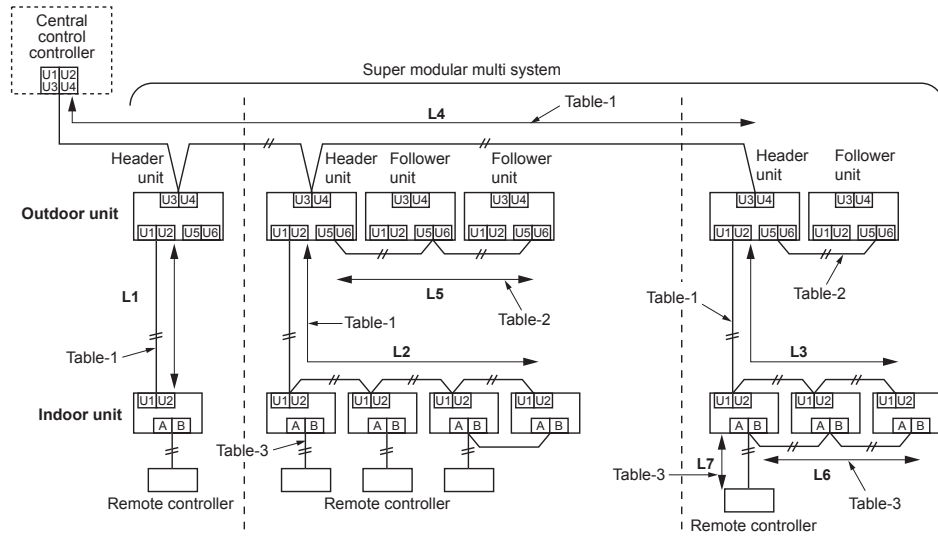 Central
control
controller
U1 U2
U3 U4
Super modular multi system
L4
Table-1
Header
unit
Header
unit
Follower
unit
Follower
unit
Header
unit
Follower
unit
Outdoor unit
U3 U4
U1 U2 U5 U6
U3 U4
U1 U2 U5 U6
U3 U4
U1 U2 U5 U6
U3 U4
U1 U2 U5 U6
U3 U4
U1 U2 U5 U6
U3 U4
U1 U2 U5 U6
L1
Table-1
L5
Table-2
Table-1
L2
Table-1
Table-2
L3
Indoor unit
U1 U2
A B
U1 U2
A B
U1 U2
A B
U1 U2
A B
U1 U2
A B
U1 U2
A B
U1 U2
A B
U1 U2
A B
Table-3
Table-3
L7
L6
Table-3
Remote controller
Remote controller
Remote controller